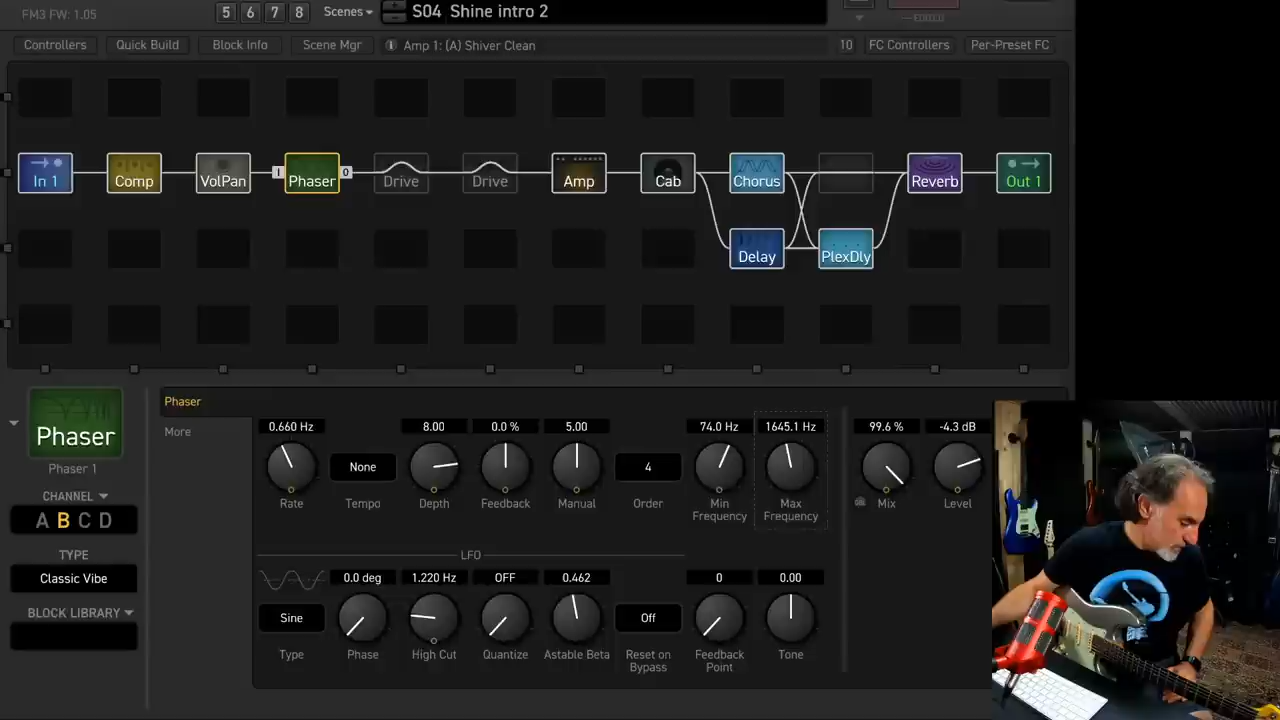 FM3 FW: 1.05
5 6 7 8
Scenes
S04 Shine intro 2
Controllers
Quick Build
Block Info
Scene Mgr
Amp 1: (A) Shiver Clean
10
FC Controllers
Per-Preset FC
In 1
Comp
VolPan
I
Phaser
O
Drive
Drive
Amp
Cab
Chorus
Reverb
Out 1
Delay
PlexDly
Phaser
Phaser 1
CHANNEL
A B C D
TYPE
Classic Vibe
BLOCK LIBRARY
Phaser
More
0.660 Hz
8.00
0.0 %
5.00
74.0 Hz
1645.1 Hz
99.6 %
-4.3 dB
None
4
Rate
Tempo
Depth
Feedback
Manual
Order
Min
Frequency
Max
Frequency
Mix
Level
LFO
0.0 deg
1.220 Hz
OFF
0.462
0
0.00
Sine
Off
Type
Phase
High Cut
Quantize
Astable Beta
Reset on
Bypass
Feedback
Point
Tone